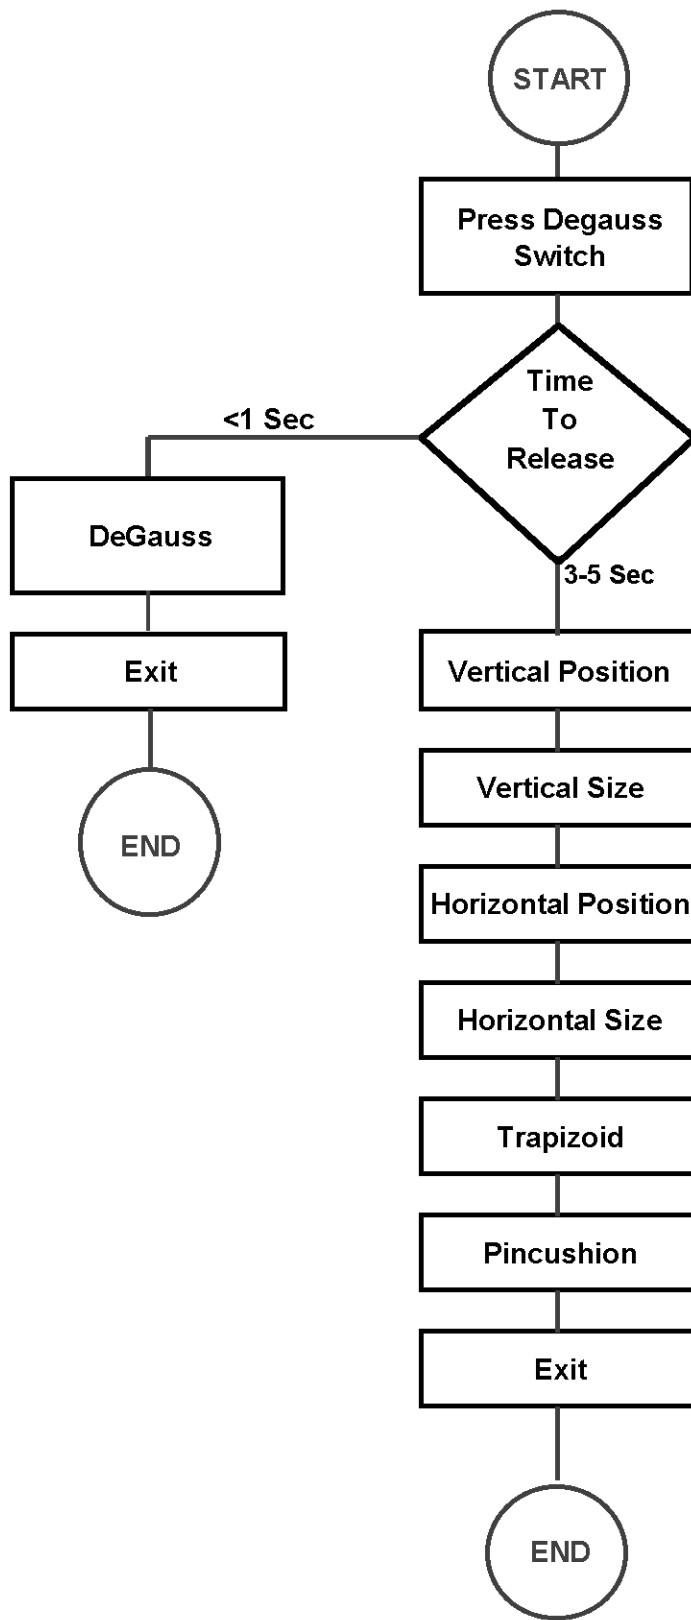 START
Press Degauss
Switch
Time
To
Release
<1 Sec
3-5 Sec
DeGauss
Exit
END
Vertical Position
Vertical Size
Horizontal Position
Horizontal Size
Trapizoid
Pincushion
Exit
END